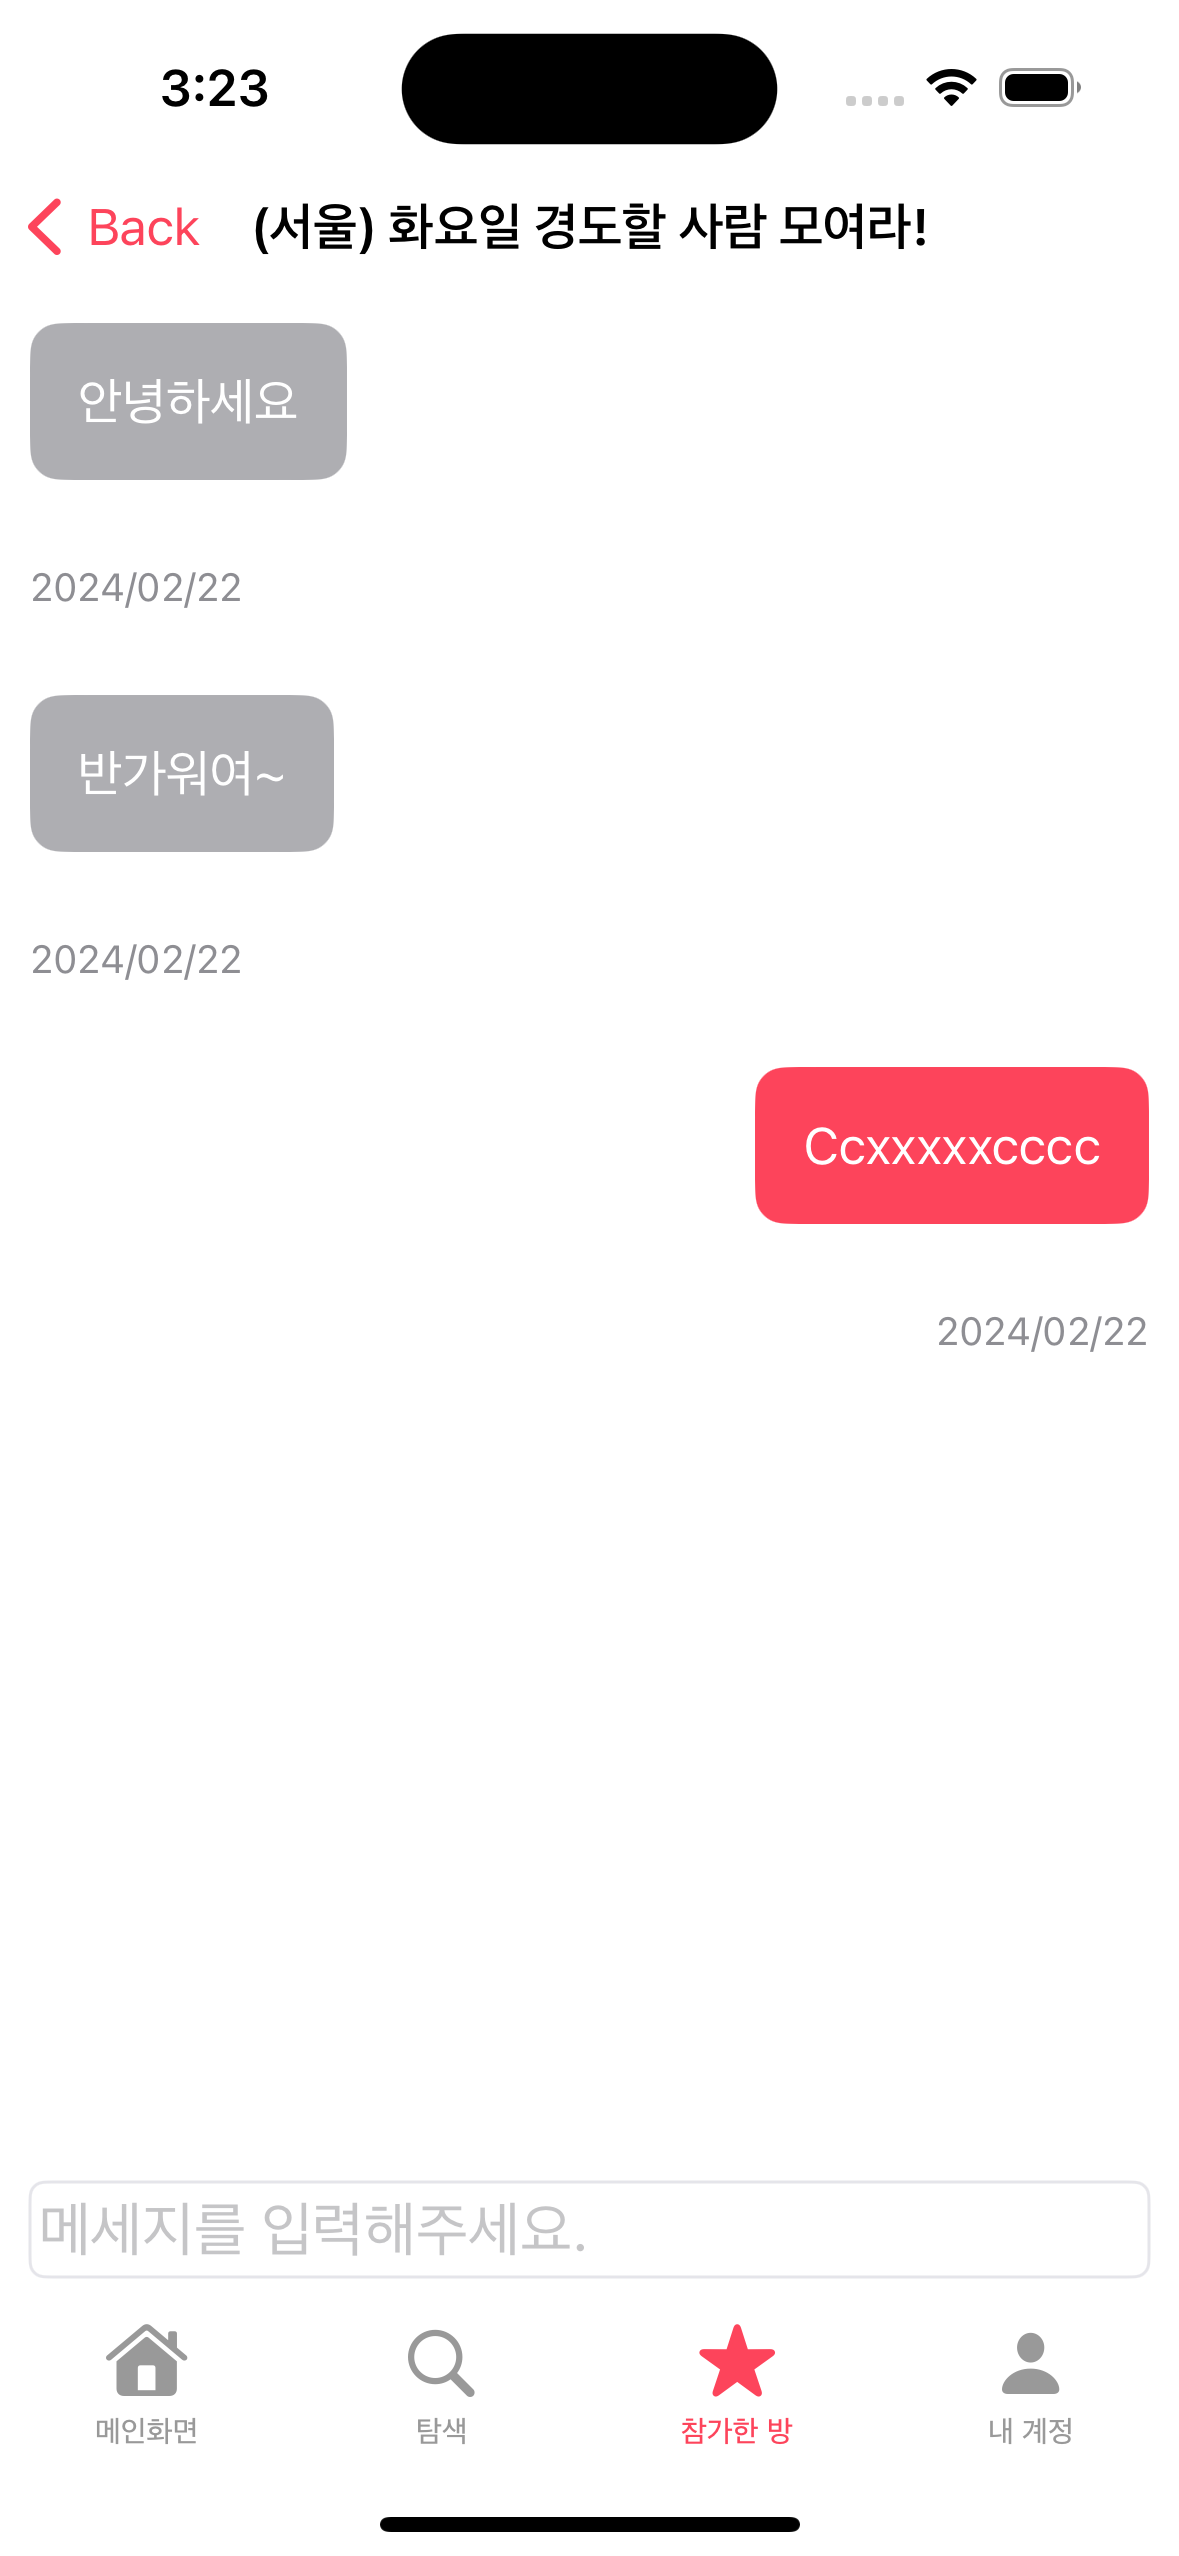 3:23
Back (서울) 화요일 경도할 사람 모여라!
안녕하세요
2024/02/22
반가워여~
2024/02/22
Ccxxxxxcccc
2024/02/22
메세지를 입력해주세요.
메인화면 탐색 참가한 방 내 계정